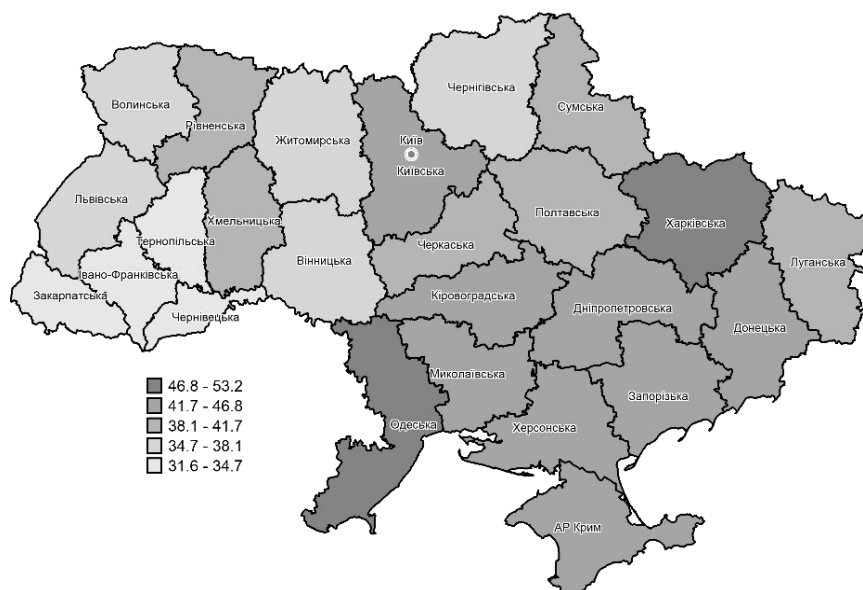 Чернігівська
Волинська
Сумська
Рівненська
Житомирська
Київ
Київська
Львівська
Полтавська
Харківська
Хмельницька
Тернопільська
Черкаська
Вінницька
Луганська
Івано-Франківська
Закарпатська
Кіровоградська
Дніпропетровська
Чернівецька
Донецька
Миколаївська
46.8 - 53.2
Запорізька
41.7 - 46.8
Одеська
Херсонська
38.1 - 41.7
34.7 - 38.1
31.6 - 34.7
АР Крим